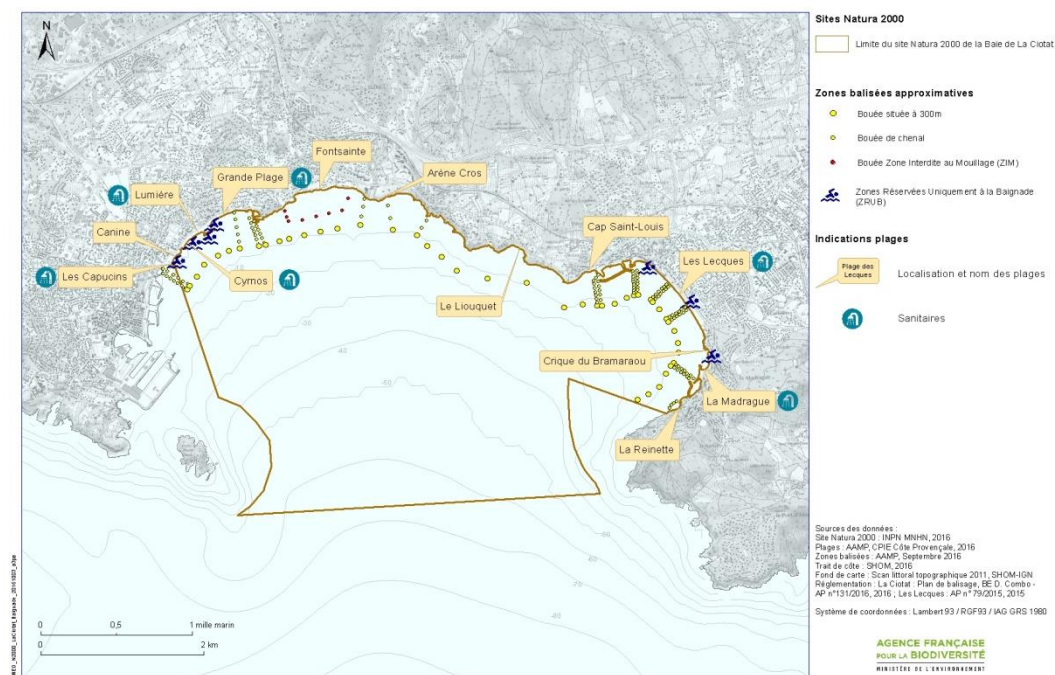 N
Fontsainte
Grande Plage
Arène Cros
Lumiére
Canine
Cap Saint-Louis
Les Capucins
Les Lecques
Cyrnos
Le Liouquet
Crique du Bramaraou
La Madrague
La Reinette
-30
-40
-50
0 0,5 1 mille marin
0 2 km
Sites Natura 2000
Limite du site Natura 2000 de la Baie de La Ciotat
Zones balisées approximatives
Bouée située à 300m
Bouée de chenal
Bouée Zone Interdite au Mouillage (ZIM)
Zones Réservées Uniquement à la Baignade
(ZRUB)
Indications plages
Plage des
Lecques
Localisation et nom des plages
Sanitaires
Sources des données :
Site Natura 2000 : INPN MNHN, 2016
Plages : AAMP, CPIE Côte Provençale, 2016
Zones balisées : AAMP, Septembre 2016
Trait de côte : SHOM, 2016
Fond de carte : Scan littoral topographique 2011, SHOM-IGN
Réglementation : La Ciotat : Plan de balisage, BE D. Combo -
AP n°131/2016, 2016 ; Les Lecques : AP n°79/2015, 2015
Système de coordonnées : Lambert 93 / RGF93 / IAG GRS 1980
AGENCE FRANÇAISE
POUR LA BIODIVERSITÉ
MINISTÈRE DE L'ENVIRONNEMENT